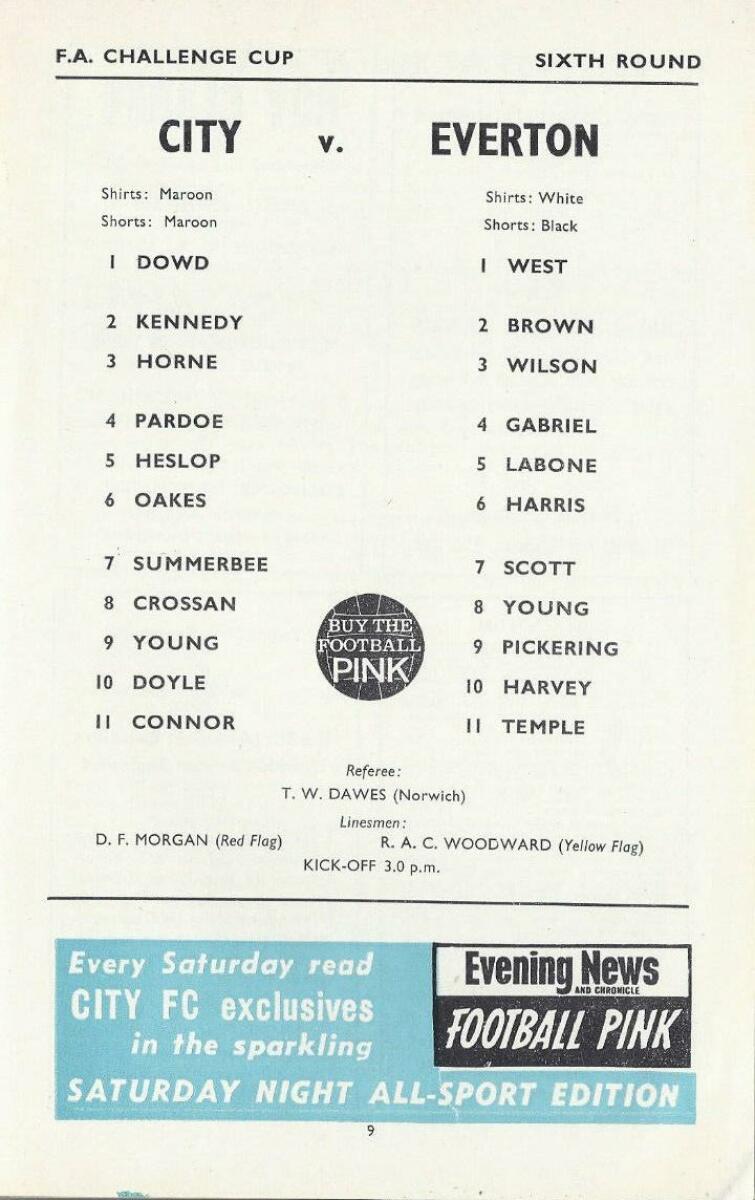 F.A. CHALLENGE CUP SIXTH ROUND
CITY v. EVERTON
Shirts: Maroon Shirts: White
Shorts: Maroon Shorts: Black
1 DOWD 1 WEST
2 KENNEDY 2 BROWN
3 HORNE 3 WILSON
4 PARDOE 4 GABRIEL
5 HESLOP 5 LABONE
6 OAKES 6 HARRIS
7 SUMMERBEE 7 SCOTT
8 CROSSAN 8 YOUNG
9 YOUNG 9 PICKERING
10 DOYLE 10 HARVEY
11 CONNOR 11 TEMPLE
BUY THE
FOOTBALL
PINK
Referee:
T. W. DAWES (Norwich)
Linesmen:
D. F. MORGAN (Red Flag) R. A. C. WOODWARD (Yellow Flag)
KICK-OFF 3.0 p.m.
Every Saturday read
CITY FC exclusives
in the sparkling
Evening News
AND CHRONICLE
FOOTBALL PINK
SATURDAY NIGHT ALL-SPORT EDITION
9